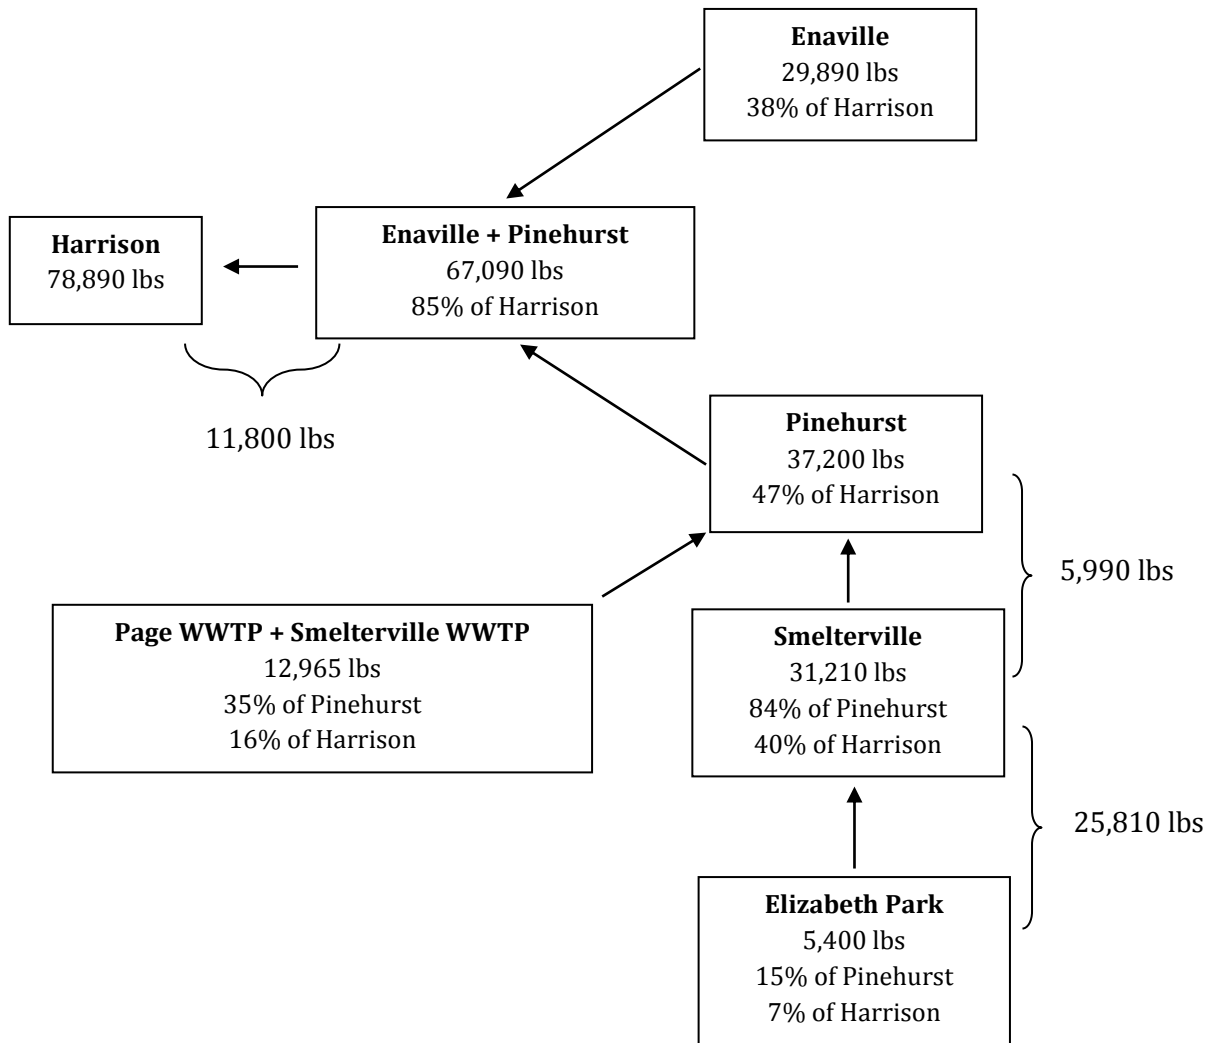 Enaville
29,890 lbs
38% of Harrison
Harrison
78,890 lbs
Enaville + Pinehurst
67,090 lbs
85% of Harrison
11,800 lbs
Pinehurst
37,200 lbs
47% of Harrison
5,990 lbs
Page WWTP + Smelterville WWTP
12,965 lbs
35% of Pinehurst
16% of Harrison
Smelterville
31,210 lbs
84% of Pinehurst
40% of Harrison
25,810 lbs
Elizabeth Park
5,400 lbs
15% of Pinehurst
7% of Harrison